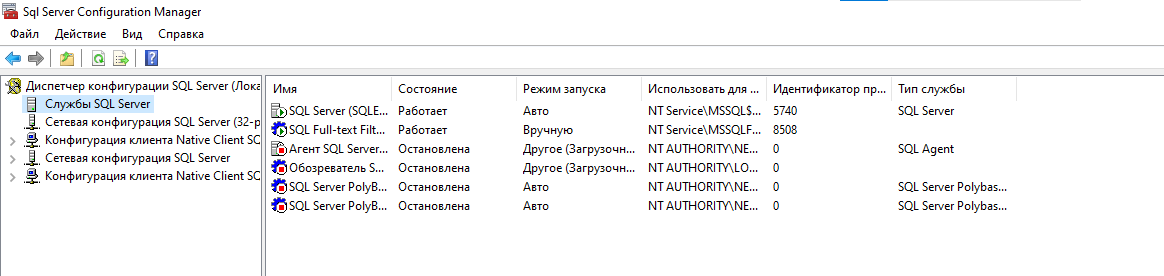 Sql Server Configuration Manager
Файл Действие Вид Справка
Диспетчер конфигурации SQL Server (Лока
Службы SQL Server
Сетевая конфигурация SQL Server (32-р
Конфигурация клиента Native Client SQ
Сетевая конфигурация SQL Server
Конфигурация клиента Native Client SQ
Имя Состояние Режим запуска Использовать для ... Идентификатор пр... Тип службы
SQL Server (SQLE... Работает Авто NT Service\MSSQL$... 5740 SQL Server
SQL Full-text Filt... Работает Вручную NT Service\MSSQLF... 8508
Агент SQL Server... Остановлена Другое (Загрузочн... NT AUTHORITY\NE... 0 SQL Agent
Обозреватель S... Остановлена Другое (Загрузочн... NT AUTHORITY\LO... 0
SQL Server PolyB... Остановлена Авто NT AUTHORITY\NE... 0 SQL Server Polybas...
SQL Server PolyB... Остановлена Авто NT AUTHORITY\NE... 0 SQL Server Polybas...